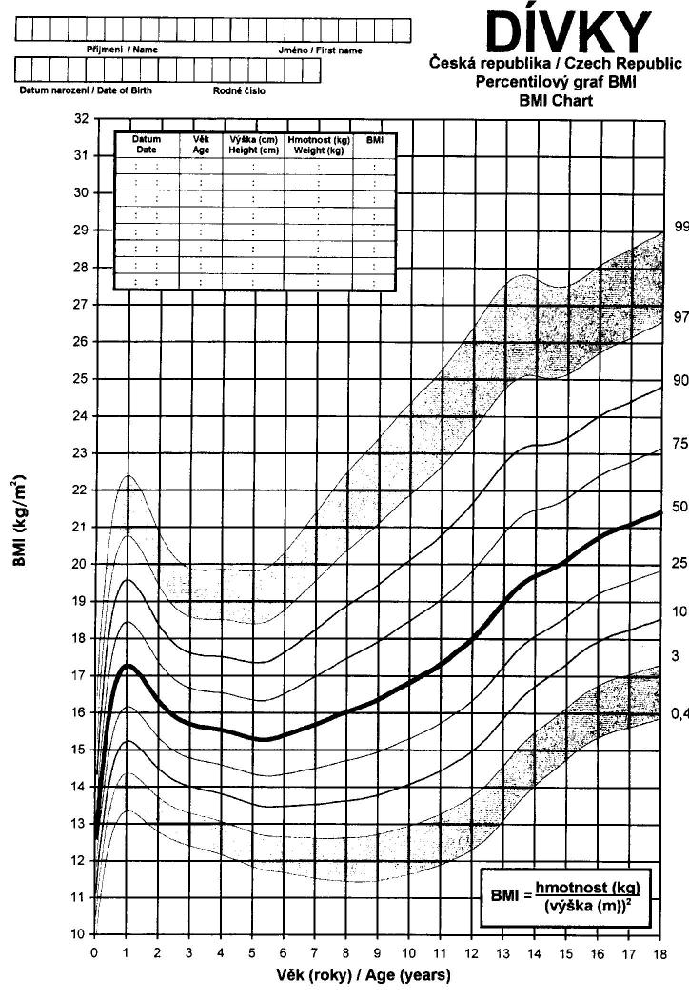 DÍVKY
Česká republika / Czech Republic
Percentilový graf BMI
BMI Chart
Příjmení / Name
Jméno / First name
Datum narození / Date of Birth
Rodné číslo
Datum Věk Výška (cm) Hmotnost (kg) BMI
Date Age Height (cm) Weight (kg)
32
31
30
29
28
27
26
25
24
23
22
21
20
19
18
17
16
15
14
13
12
11
10
BMI (kg/m²)
99
97
90
75
50
25
10
3
0,4
BMI = hmotnost (kg)
(výška (m))²
0 1 2 3 4 5 6 7 8 9 10 11 12 13 14 15 16 17 18
Věk (roky) / Age (years)